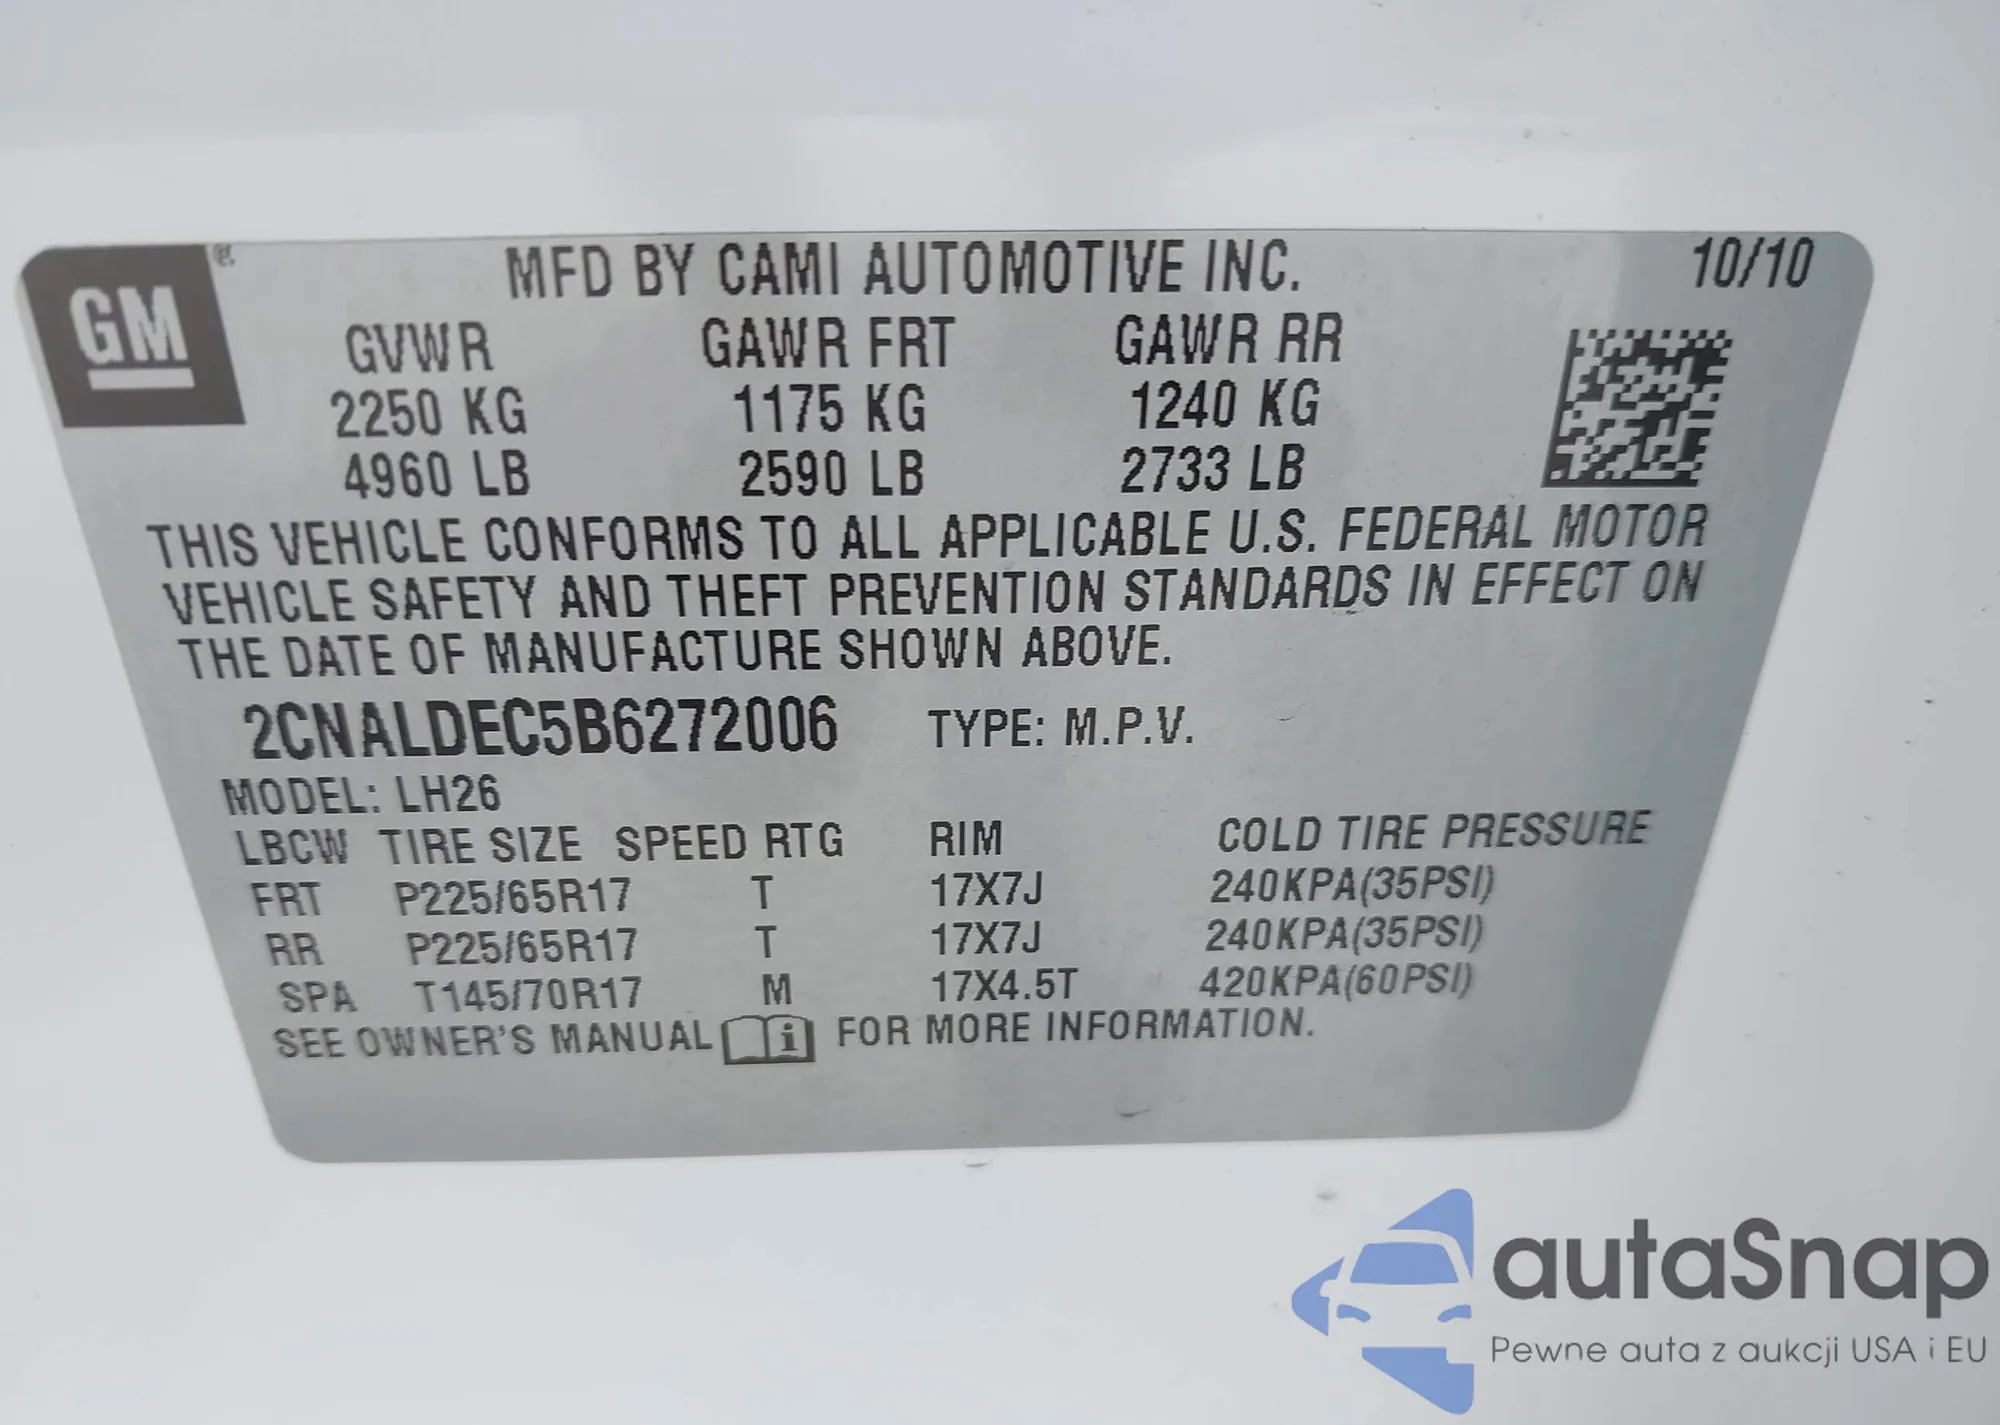 GM
MFD BY CAMI AUTOMOTIVE INC. 10/10
GVWR GAWR FRT GAWR RR
2250 KG 1175 KG 1240 KG
4960 LB 2590 LB 2733 LB
THIS VEHICLE CONFORMS TO ALL APPLICABLE U.S. FEDERAL MOTOR
VEHICLE SAFETY AND THEFT PREVENTION STANDARDS IN EFFECT ON
THE DATE OF MANUFACTURE SHOWN ABOVE.
2CNALDEC5B6272006 TYPE: M.P.V.
MODEL: LH26
LBCW TIRE SIZE SPEED RTG RIM COLD TIRE PRESSURE
FRT P225/65R17 T 17X7J 240KPA(35PSI)
RR P225/65R17 T 17X7J 240KPA(35PSI)
SPA T145/70R17 M 17X4.5T 420KPA(60PSI)
SEE OWNER'S MANUAL i FOR MORE INFORMATION.
autaSnap
Pewne auta z aukcji USA i EU